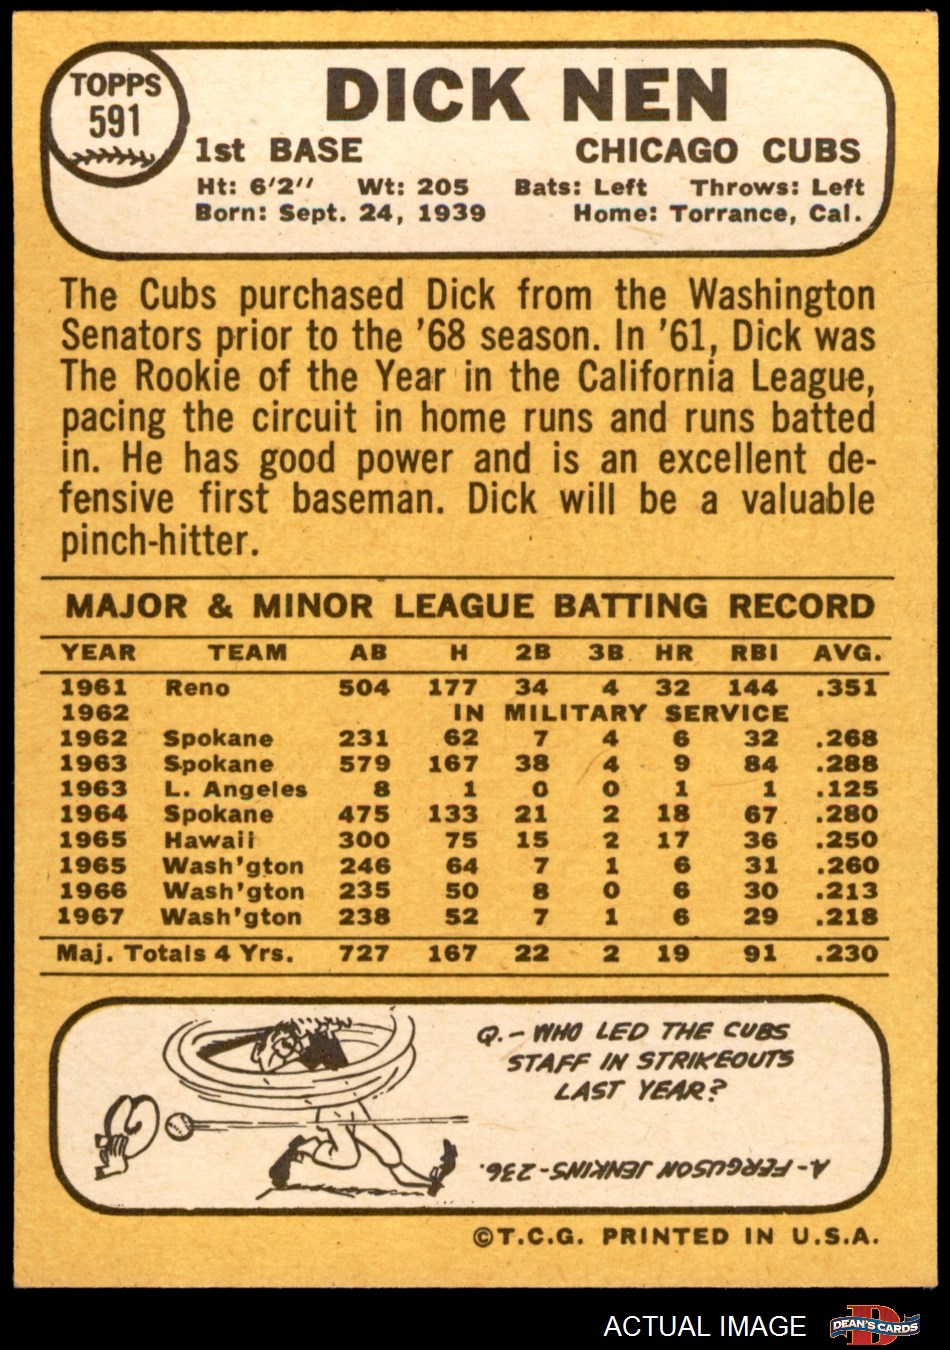 TOPPS
591
DICK NEN
1st BASE CHICAGO CUBS
Ht: 6'2" Wt: 205 Bats: Left Throws: Left
Born: Sept. 24, 1939 Home: Torrance, Cal.
The Cubs purchased Dick from the Washington
Senators prior to the '68 season. In '61, Dick was
The Rookie of the Year in the California League,
pacing the circuit in home runs and runs batted
in. He has good power and is an excellent de-
fensive first baseman. Dick will be a valuable
pinch-hitter.
MAJOR & MINOR LEAGUE BATTING RECORD
YEAR TEAM AB H 2B 3B HR RBI AVG.
1961 Reno 504 177 34 4 32 144 .351
1962 IN MILITARY SERVICE
1962 Spokane 231 62 7 4 6 32 .268
1963 Spokane 579 167 38 4 9 84 .288
1963 L. Angeles 8 1 0 0 1 1 .125
1964 Spokane 475 133 21 2 18 67 .280
1965 Hawaii 300 75 15 2 17 36 .250
1965 Wash'gton 246 64 7 1 6 31 .260
1966 Wash'gton 235 50 8 0 6 30 .213
1967 Wash'gton 238 52 7 1 6 29 .218
Maj. Totals 4 Yrs. 727 167 22 2 19 91 .230
Q.- WHO LED THE CUBS
STAFF IN STRIKEOUTS
LAST YEAR?
A-FERGUSON JENKINS-236.
©T.C.G. PRINTED IN U.S.A.
ACTUAL IMAGE
D
DEAN'S CARDS